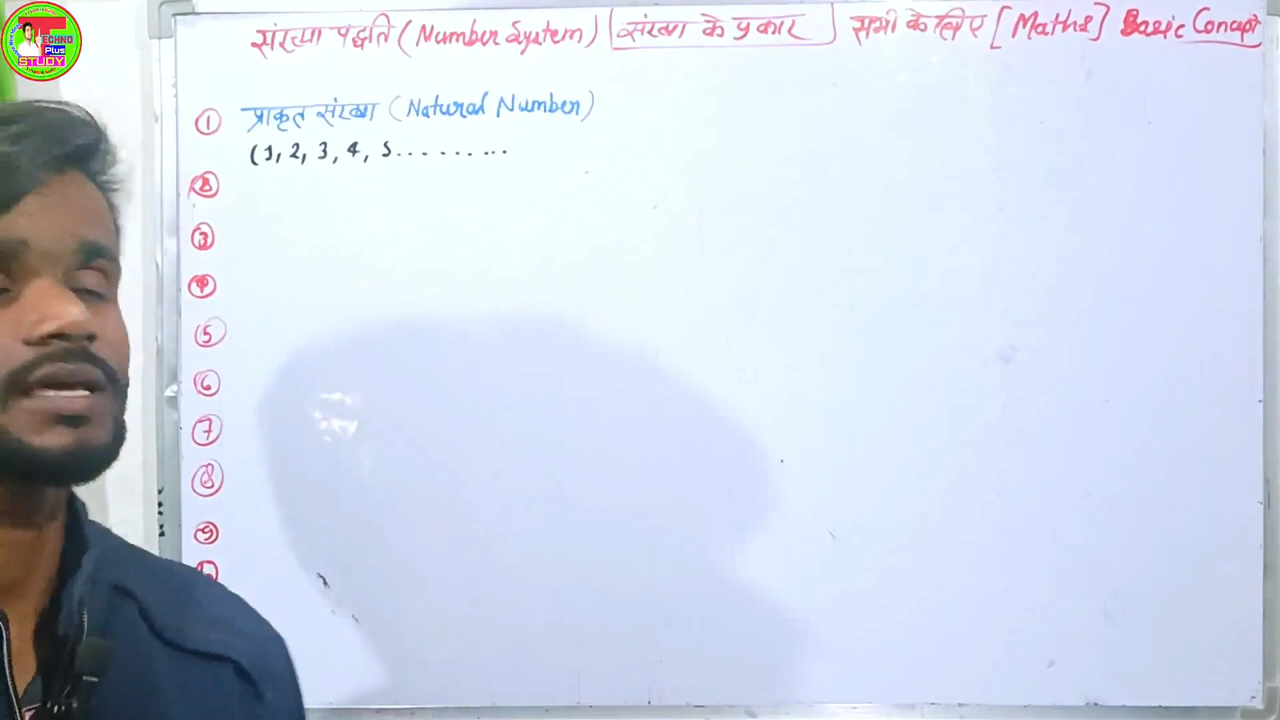 संख्या पद्धति (Number System) संख्या के प्रकार सभी के लिए [Maths] Basic Concept
① प्राकृत संख्या (Natural Number)
(1, 2, 3, 4, 5.........
②
③
④
⑤
⑥
⑦
⑧
⑨
TECHNO
Plus
STUDY